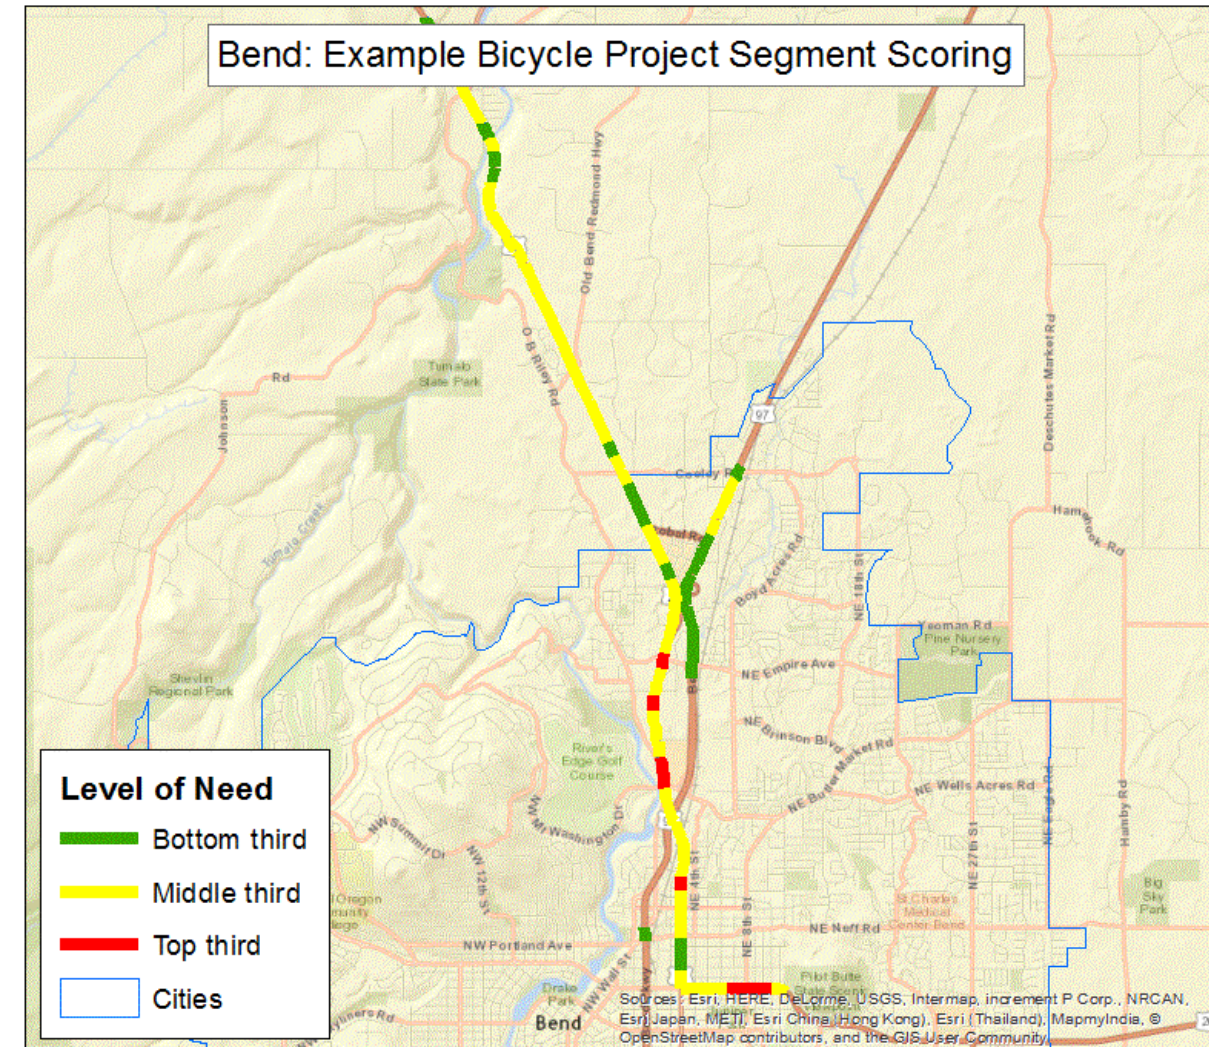 Bend: Example Bicycle Project Segment Scoring
Old Bend Redmond Hwy
O B Riley Rd
Tumalo
State Park
Rd
Johnson
Deschutes Market Rd
97
Cooley
Hamehook Rd
Tumalo Creek
Boyd Acres Rd
NE 18th St
Yeoman Rd
Pine Nursery
Park
NE Empire Ave
Shevlin
Regional Park
River's
Edge Golf
Course
NE Brinson Blvd
NE Butler Market Rd
NE Wells Acres Rd
NE Eagle Rd
Hamby Rd
Level of Need
Bottom third
Middle third
Top third
Cities
NW Summit Dr
NW Mt Washington Dr
NW 12th St
NE 4th St
NE 8th St
NE 27th St
St Charles
Medical
Center Bend
Big
Sky
Park
NE Neff Rd
NW Portland Ave
NW Wall St
Drake
Park
Bend
Pilot Butte
State Scenic
Sources: Esri, HERE, DeLorme, USGS, Intermap, increment P Corp., NRCAN,
Esri Japan, METI, Esri China (Hong Kong), Esri (Thailand), MapmyIndia, ©
OpenStreetMap contributors, and the GIS User Community